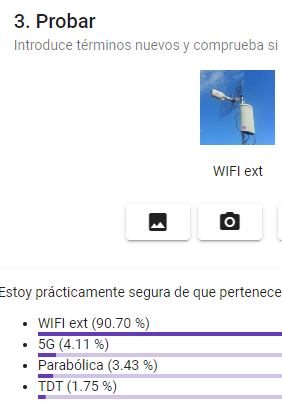 3. Probar
Introduce términos nuevos y comprueba si
WIFI ext
Estoy prácticamente segura de que pertenece
WIFI ext (90.70 %)
5G (4.11 %)
Parabólica (3.43 %)
TDT (1.75 %)